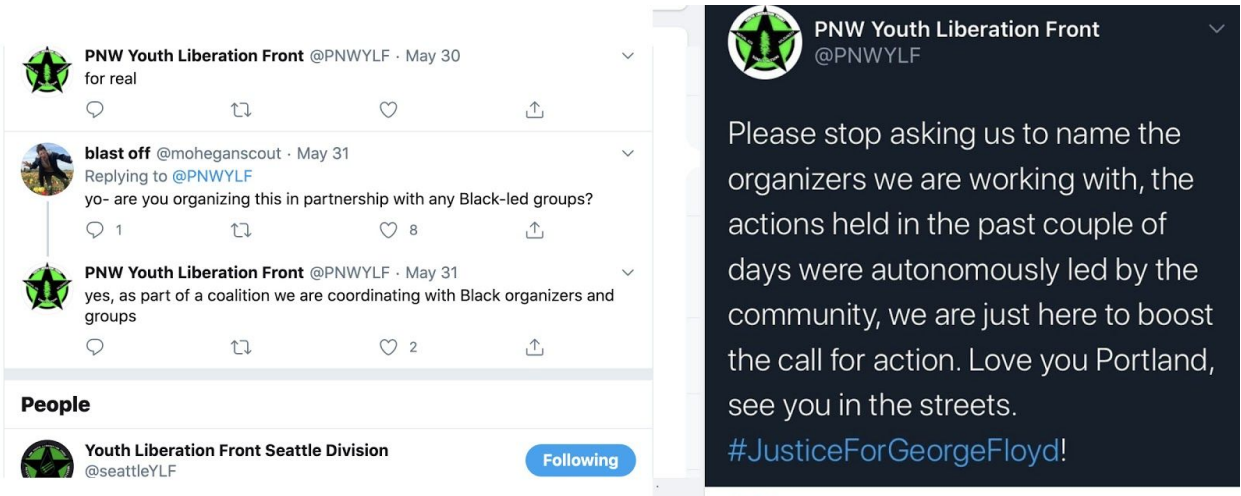 PNW Youth Liberation Front @PNWYLF · May 30
for real
blast off @moheganscout · May 31
Replying to @PNWYLF
yo- are you organizing this in partnership with any Black-led groups?
1 8
PNW Youth Liberation Front @PNWYLF · May 31
yes, as part of a coalition we are coordinating with Black organizers and
groups
2
People
Youth Liberation Front Seattle Division
@seattleYLF
Following
PNW Youth Liberation Front
@PNWYLF
Please stop asking us to name the
organizers we are working with, the
actions held in the past couple of
days were autonomously led by the
community, we are just here to boost
the call for action. Love you Portland,
see you in the streets.
#JusticeForGeorgeFloyd!